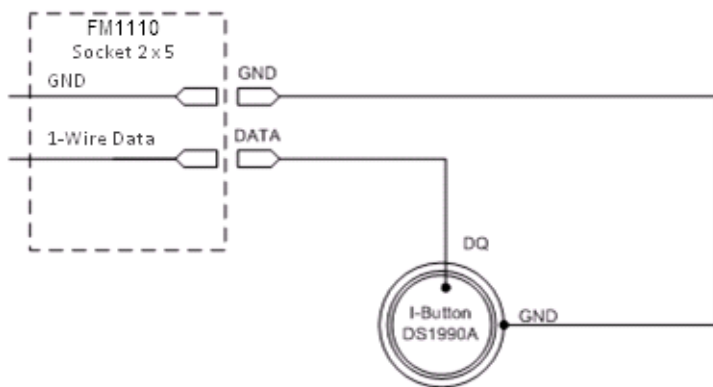 FM1110
Socket 2 x 5
GND
GND
1-Wire Data
DATA
DQ
I-Button
DS1990A
GND